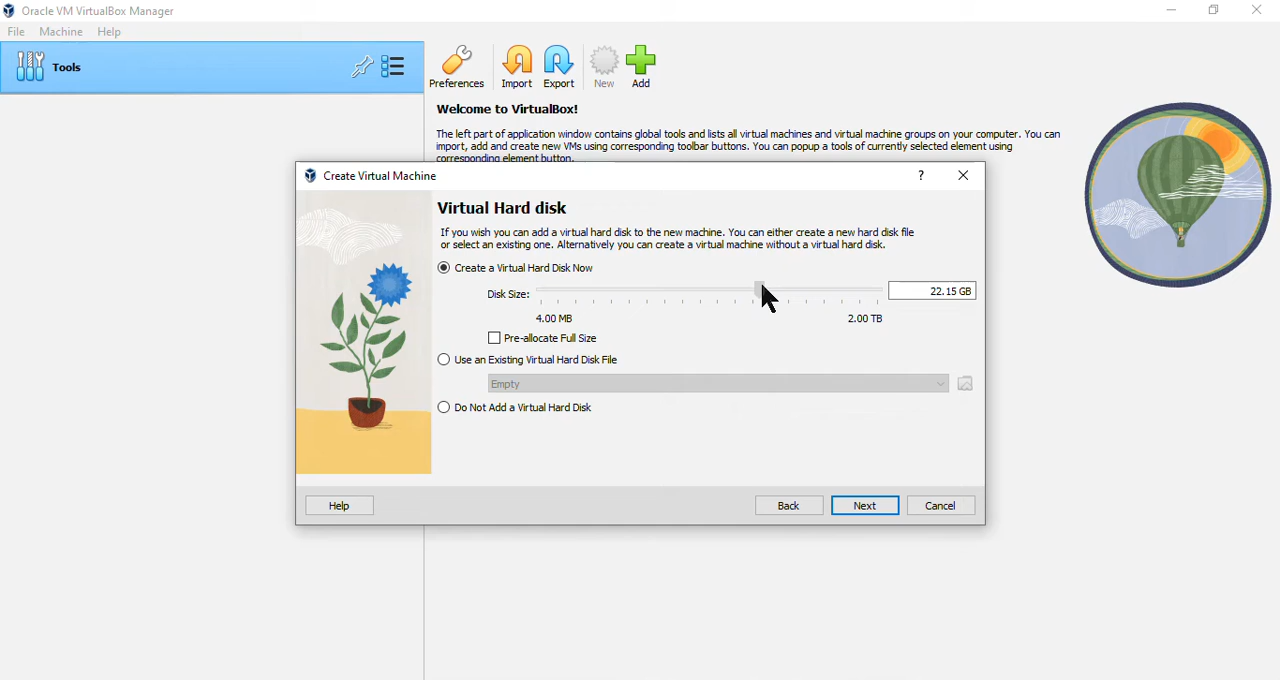 Oracle VM VirtualBox Manager
File Machine Help
Tools
Preferences Import Export New Add
Welcome to VirtualBox!
The left part of application window contains global tools and lists all virtual machines and virtual machine groups on your computer. You can
import, add and create new VMs using corresponding toolbar buttons. You can popup a tools of currently selected element using
corresponding element button.
Create Virtual Machine ?
Virtual Hard disk
If you wish you can add a virtual hard disk to the new machine. You can either create a new hard disk file
or select an existing one. Alternatively you can create a virtual machine without a virtual hard disk.
Create a Virtual Hard Disk Now
Disk Size: 22.15 GB
4.00 MB 2.00 TB
Pre-allocate Full Size
Use an Existing Virtual Hard Disk File
Empty
Do Not Add a Virtual Hard Disk
Help Back Next Cancel